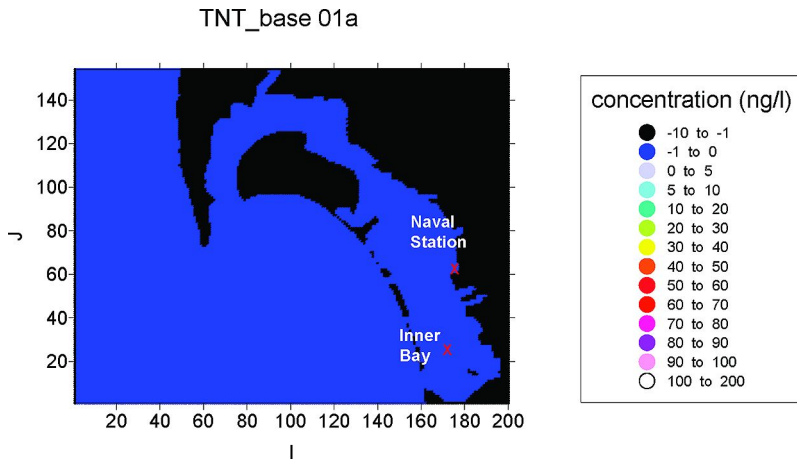 TNT_base 01a
140
120
100
80
60
40
20
J
Naval
Station
X
Inner
Bay
X
20 40 60 80 100 120 140 160 180 200
I
concentration (ng/l)
-10 to -1
-1 to 0
0 to 5
5 to 10
10 to 20
20 to 30
30 to 40
40 to 50
50 to 60
60 to 70
70 to 80
80 to 90
90 to 100
100 to 200